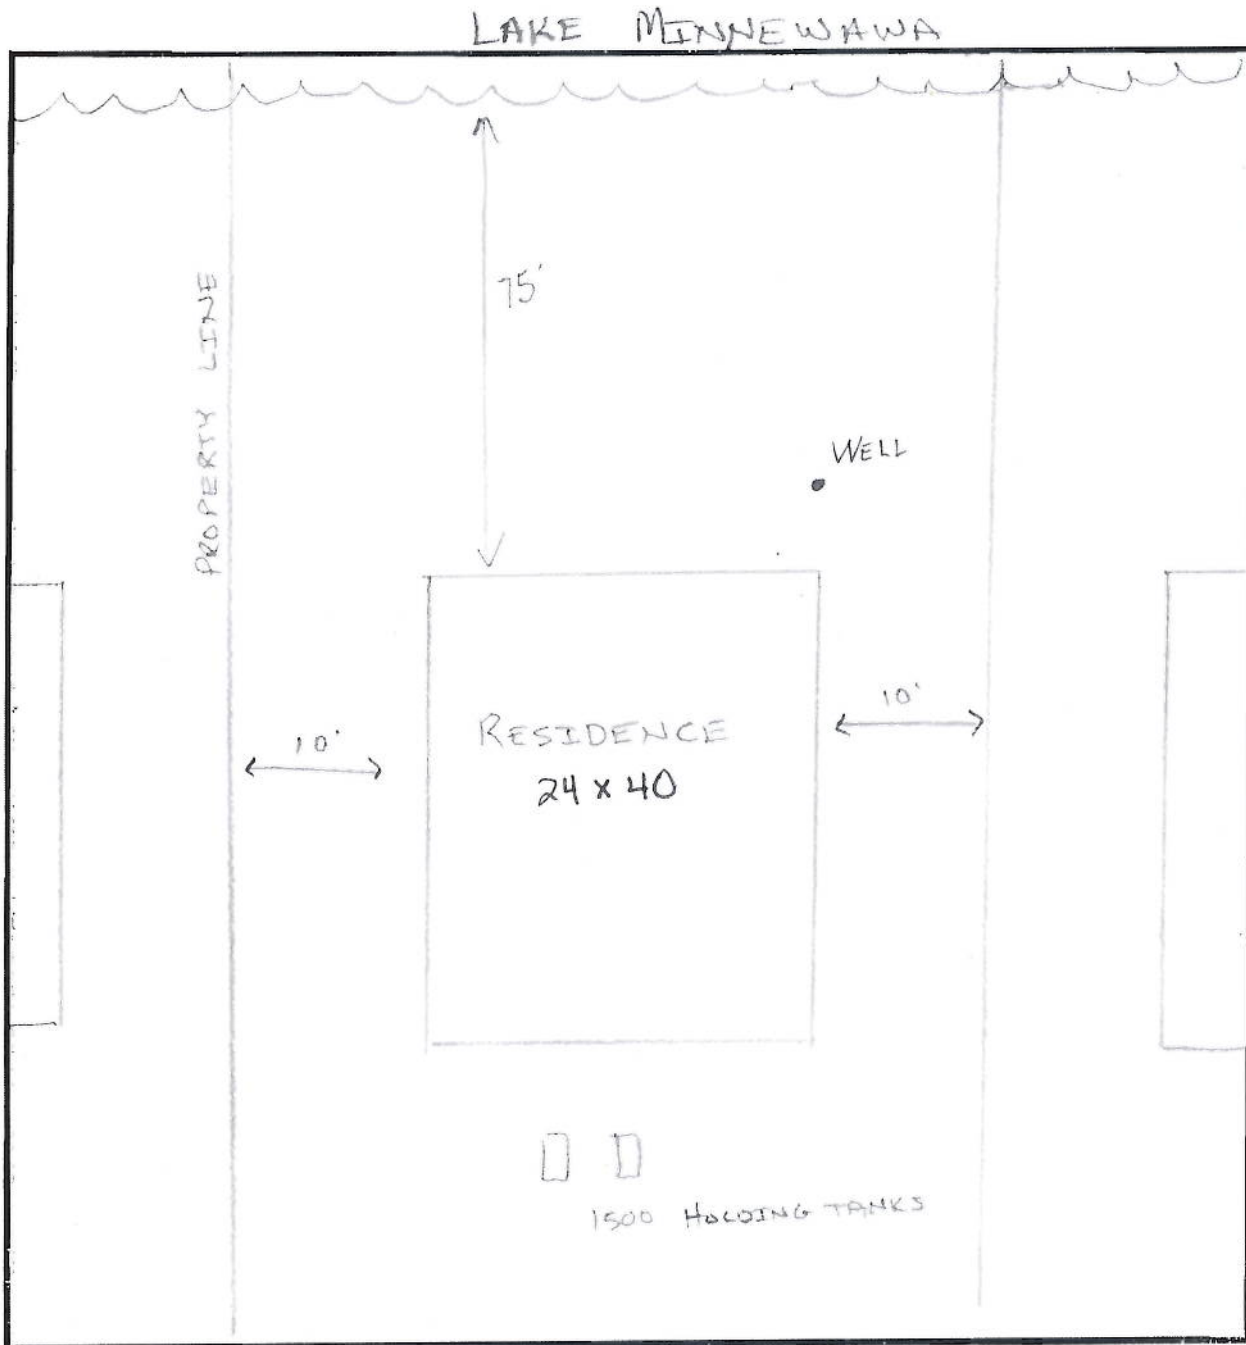 LAKE MINNEWAWA
75'
PROPERTY LINE
WELL
10'
10'
RESIDENCE
24 x 40
1500 HOLDING TANKS